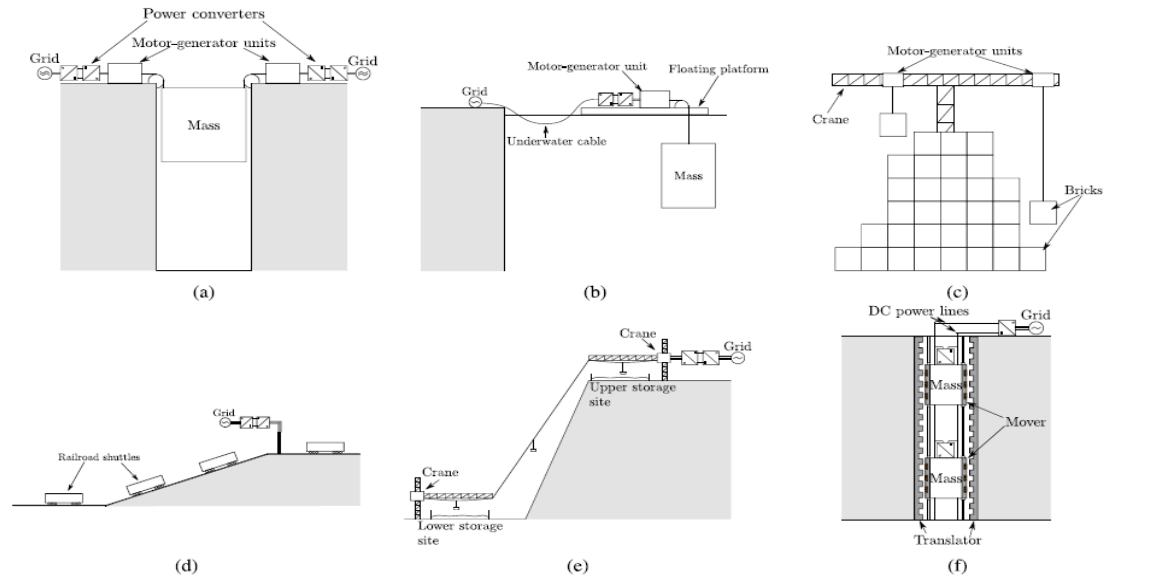 Power converters
Motor–generator units
Grid
Grid
Mass
(a)
Motor-generator unit
Floating platform
Grid
Underwater cable
Mass
(b)
Motor-generator units
Crane
Bricks
(c)
Grid
Railroad shuttles
(d)
Crane
Grid
Upper storage
site
Crane
Lower storage
site
(e)
DC power lines
Grid
Mass
Mover
Mass
Translator
(f)